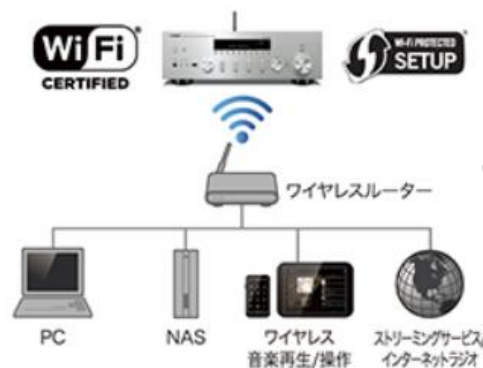 Wi Fi
CERTIFIED
WI-FI PROTECTED
SETUP
ワイヤレスルーター
PC
NAS
ワイヤレス
音楽再生/操作
ストリーミングサービス/
インターネットラジオ